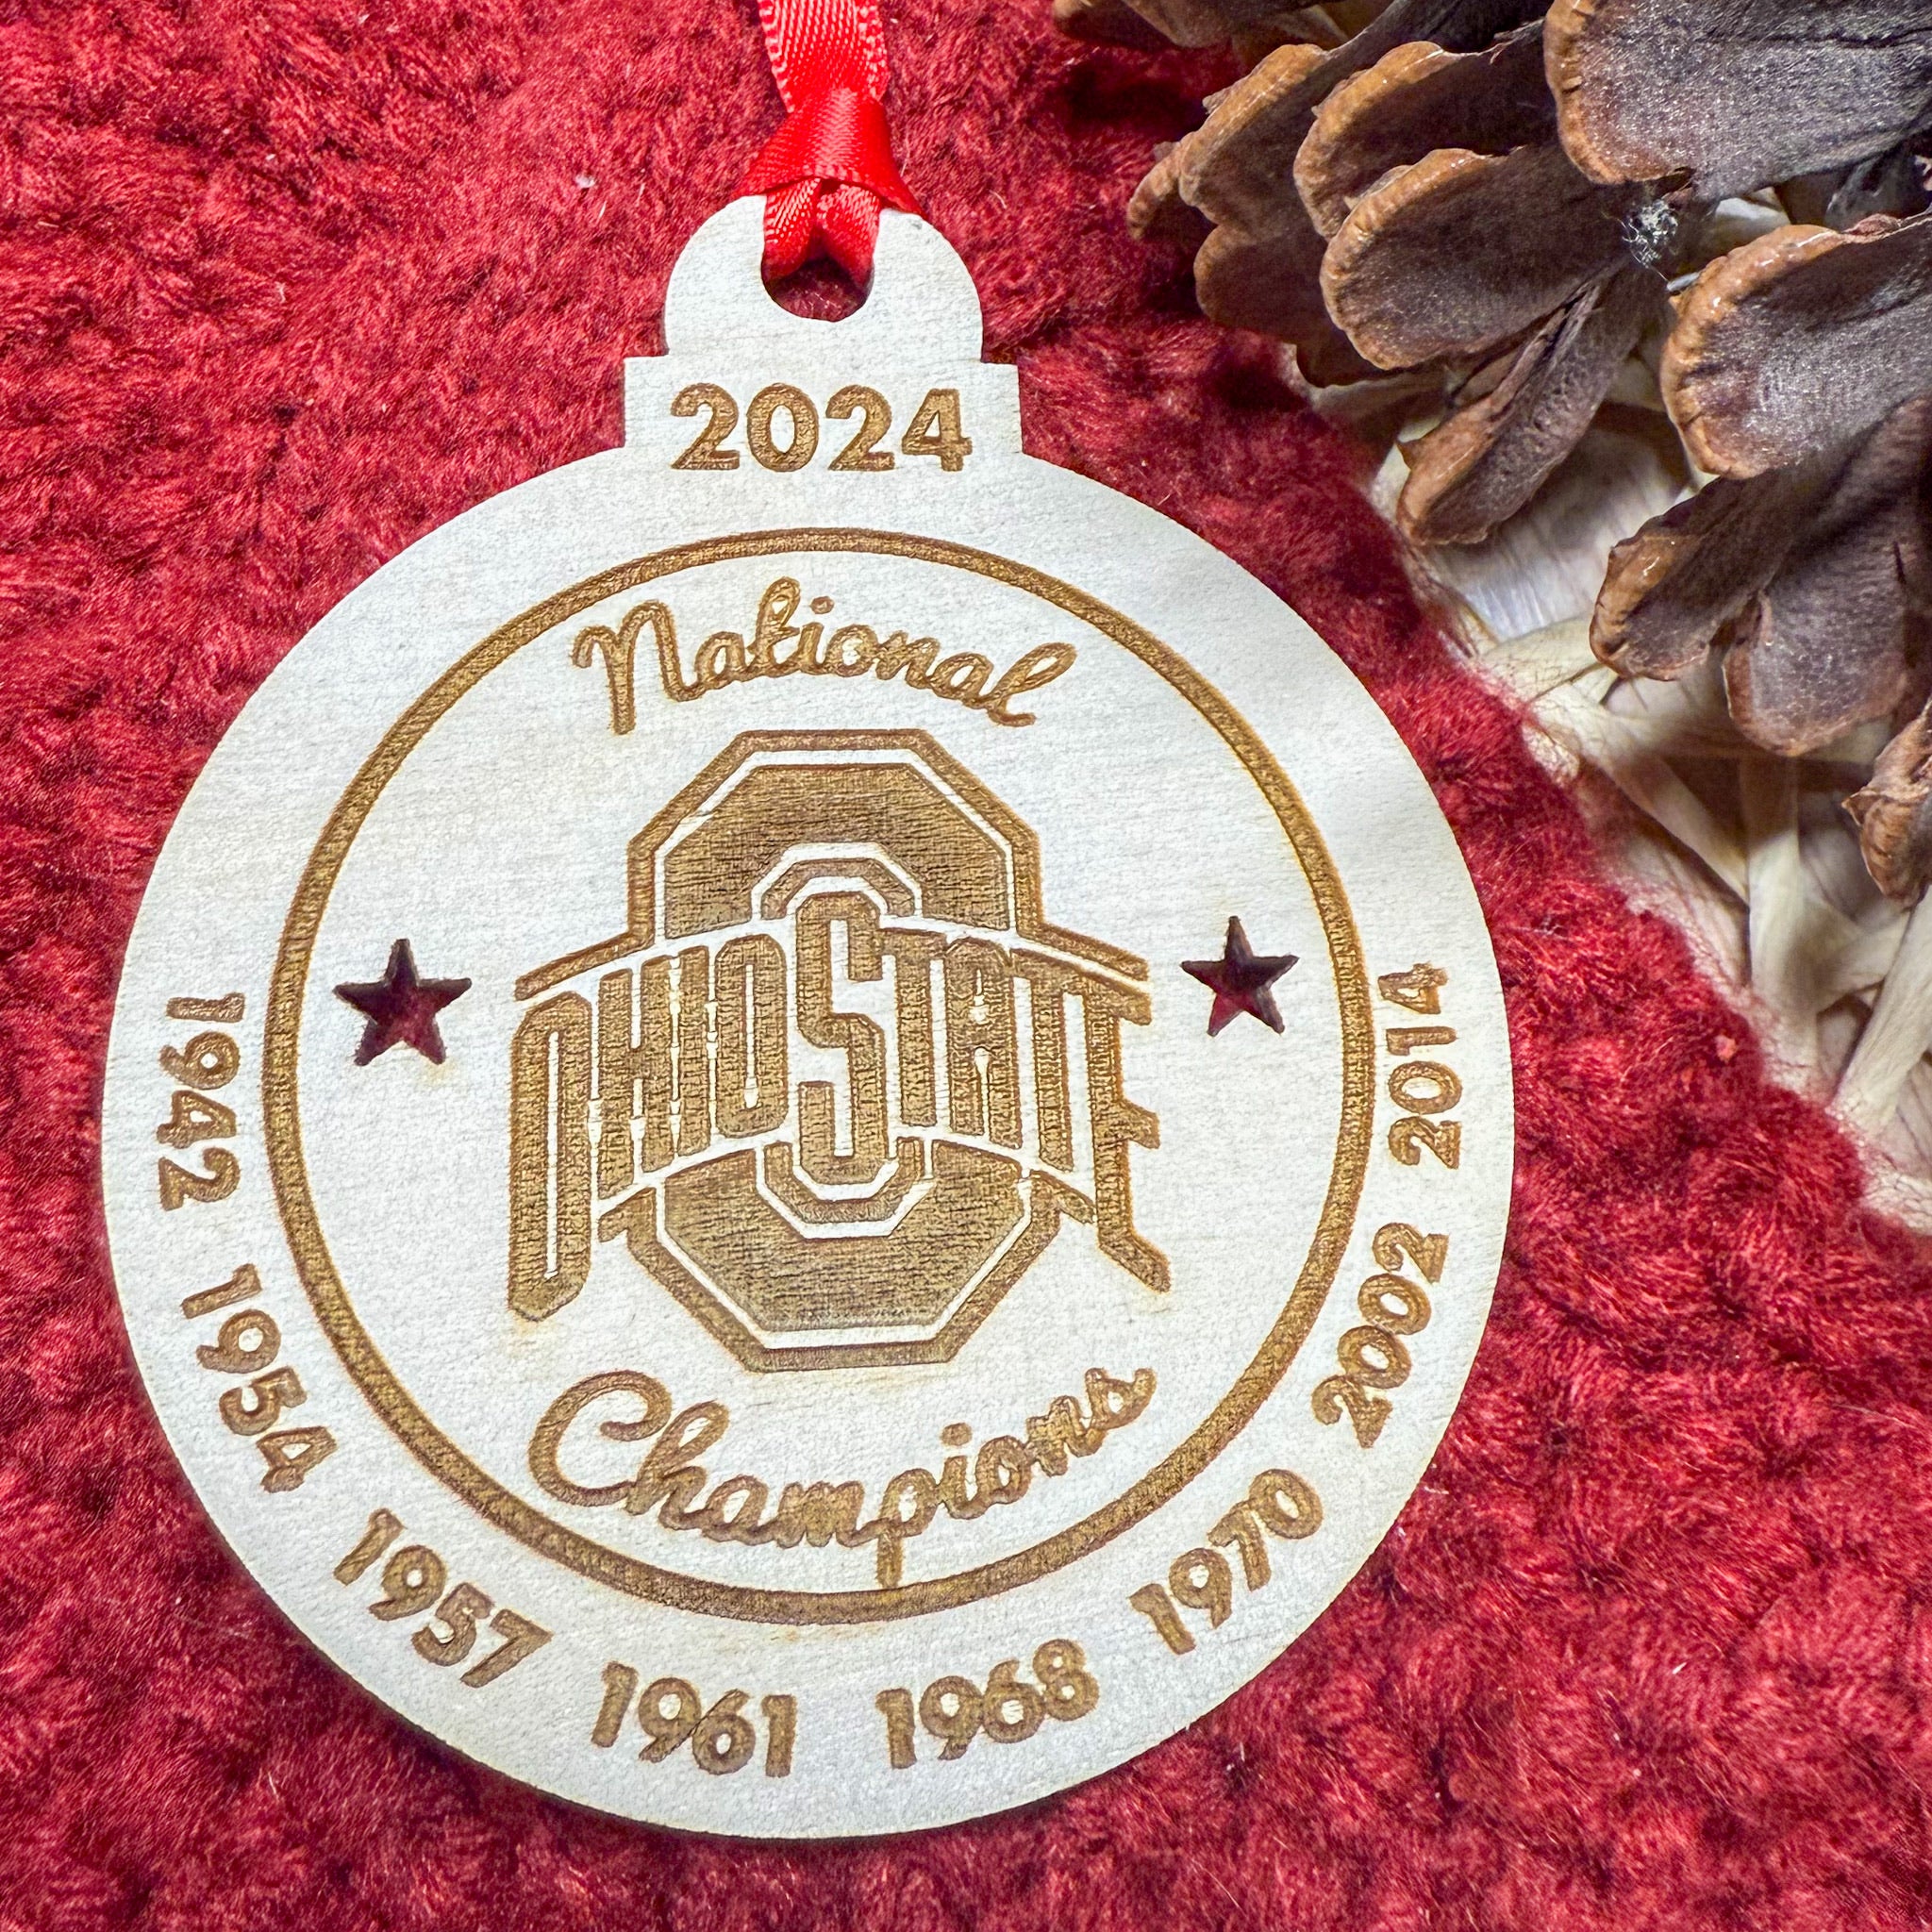 2024
National
OHIO STATE
Champions
1942 1954 1957 1961 1968 1970 2002 2014